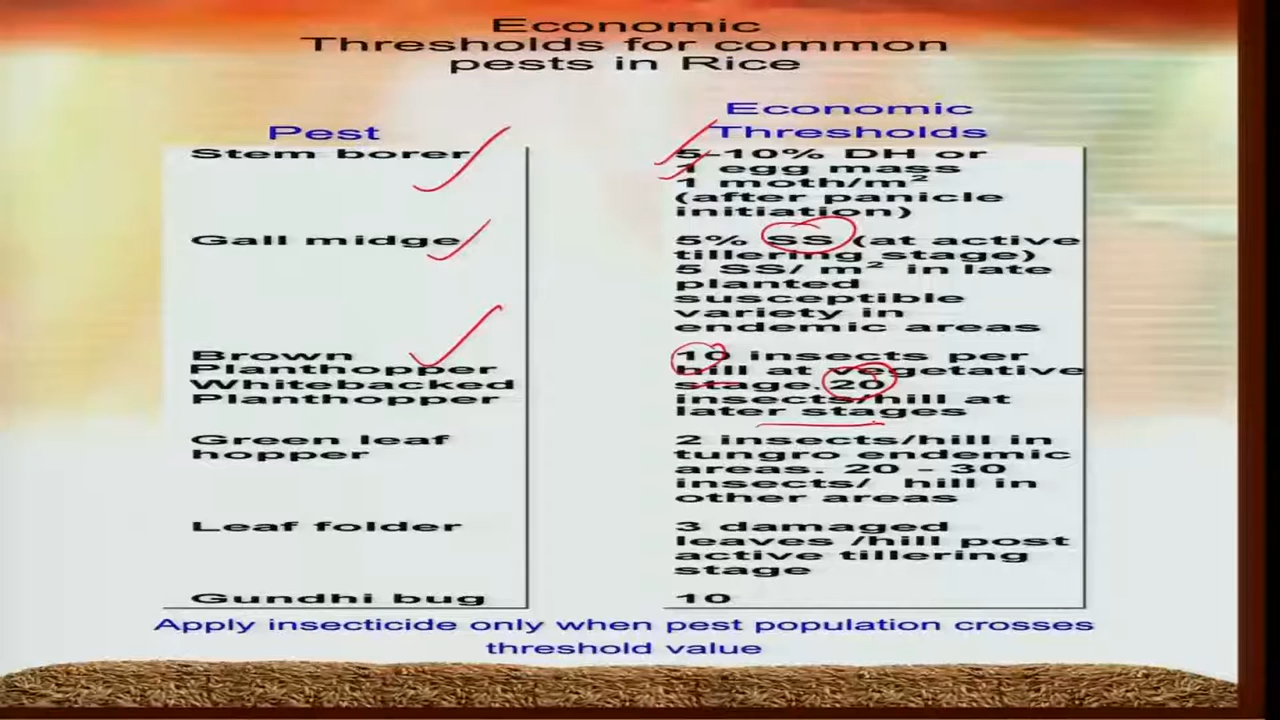 Economic
Thresholds for common
pests in Rice
Pest
Economic
Thresholds
Stem borer
5-10% DH or
1 egg mass
1 moth/m²
(after panicle
initiation)
Gall midge
5% SS (at active
tillering stage)
5 SS/ m² in late
planted
susceptible
variety in
endemic areas
Brown
Planthopper
Whitebacked
Planthopper
10 insects per
hill at vegetative
stage. 20
insects/hill at
later stages
Green leaf
hopper
2 insects/hill in
tungro endemic
areas. 20 - 30
insects/ hill in
other areas
Leaf folder
3 damaged
leaves /hill post
active tillering
stage
Gundhi bug
10
Apply insecticide only when pest population crosses
threshold value